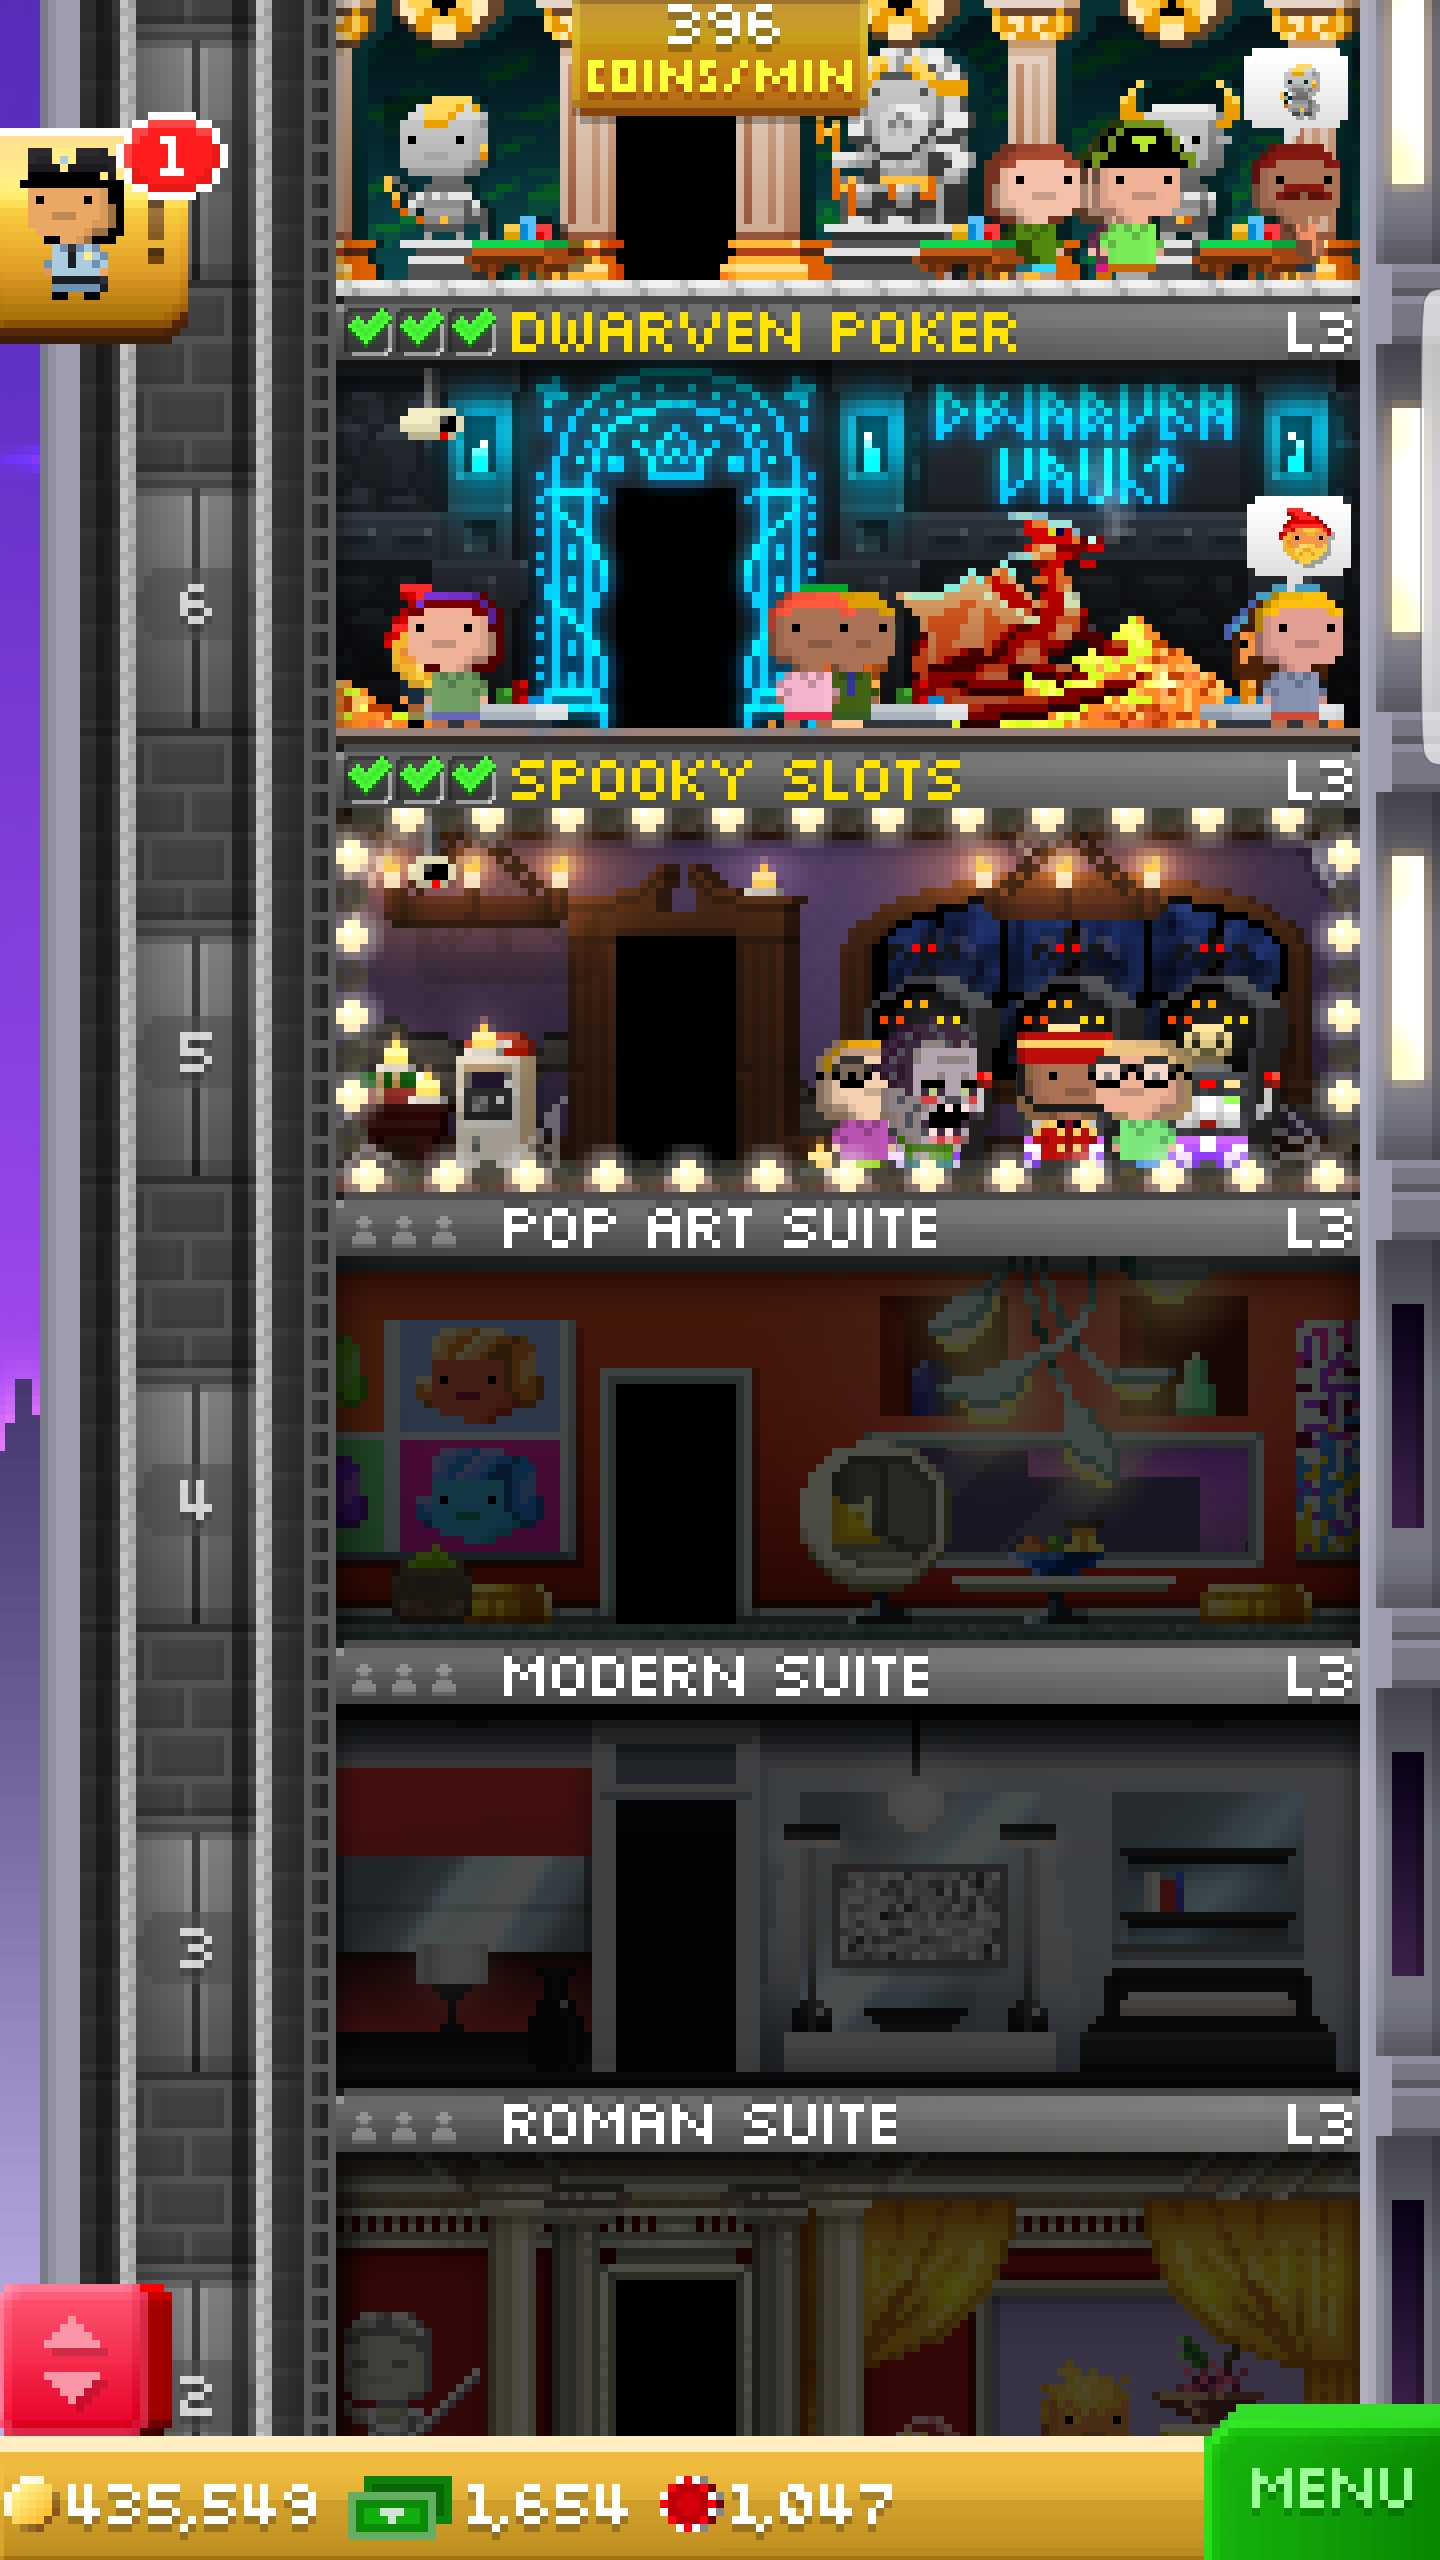 396
COINS/MIN
1
DWARVEN POKER L3
DWARVEN
VAULT
6
SPOOKY SLOTS L3
5
POP ART SUITE L3
4
MODERN SUITE L3
3
ROMAN SUITE L3
2
435,549 1,654 1,047 MENU